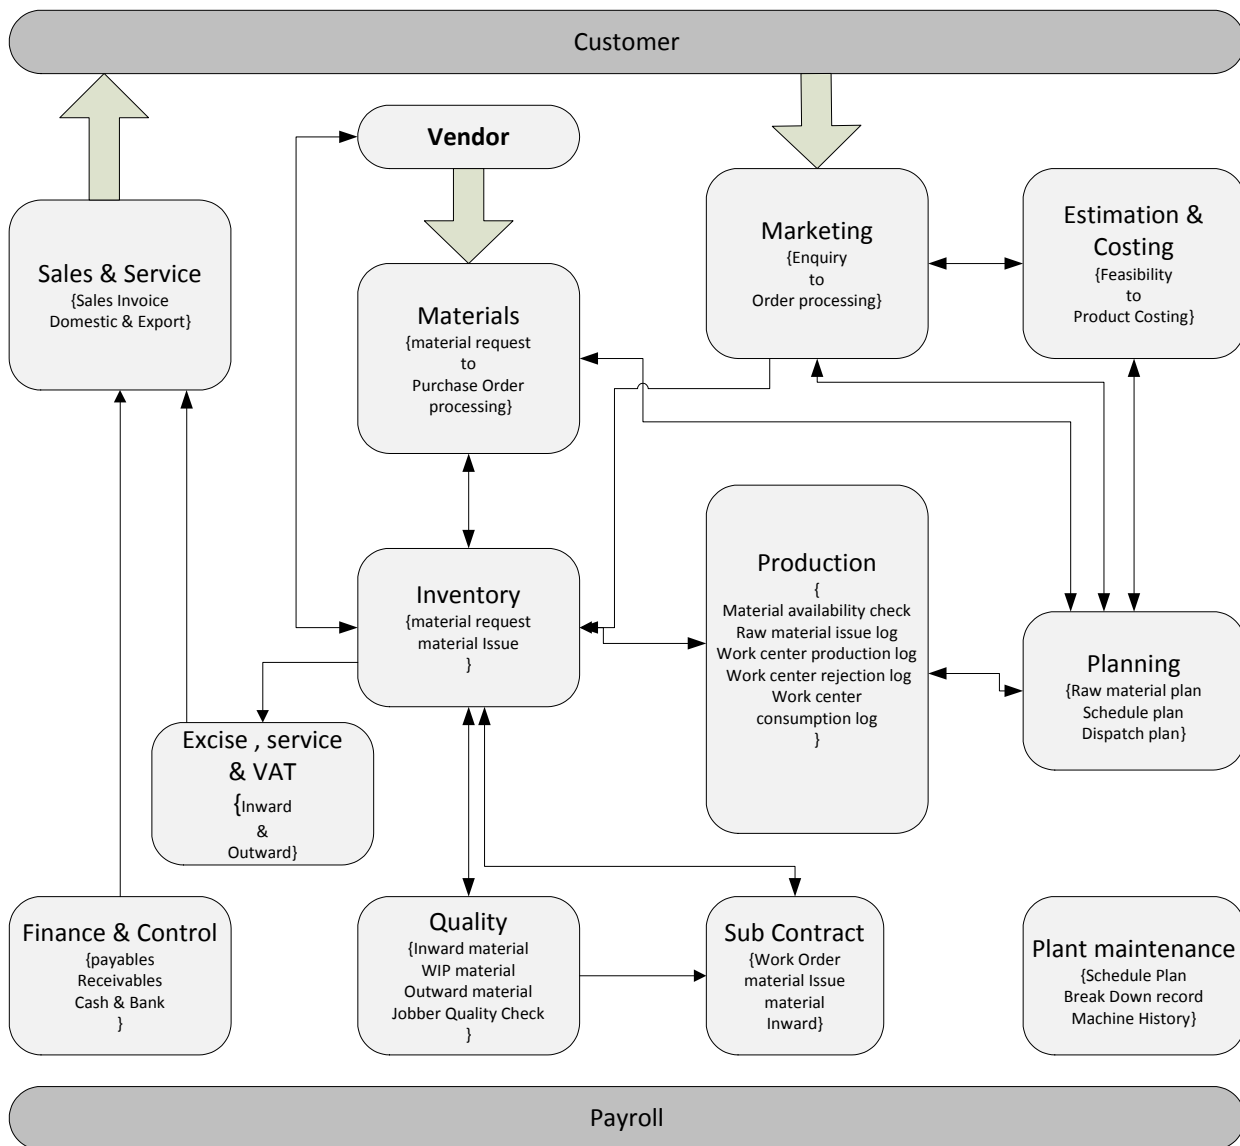 Customer
Vendor
Sales & Service
{Sales Invoice
Domestic & Export}
Materials
{material request
to
Purchase Order
processing}
Marketing
{Enquiry
to
Order processing}
Estimation &
Costing
{Feasibility
to
Product Costing}
Inventory
{material request
material Issue
}
Production
{
Material availability check
Raw material issue log
Work center production log
Work center rejection log
Work center
consumption log
}
Planning
{Raw material plan
Schedule plan
Dispatch plan}
Excise , service
& VAT
{Inward
&
Outward}
Finance & Control
{payables
Receivables
Cash & Bank
}
Quality
{Inward material
WIP material
Outward material
Jobber Quality Check
}
Sub Contract
{Work Order
material Issue
material
Inward}
Plant maintenance
{Schedule Plan
Break Down record
Machine History}
Payroll